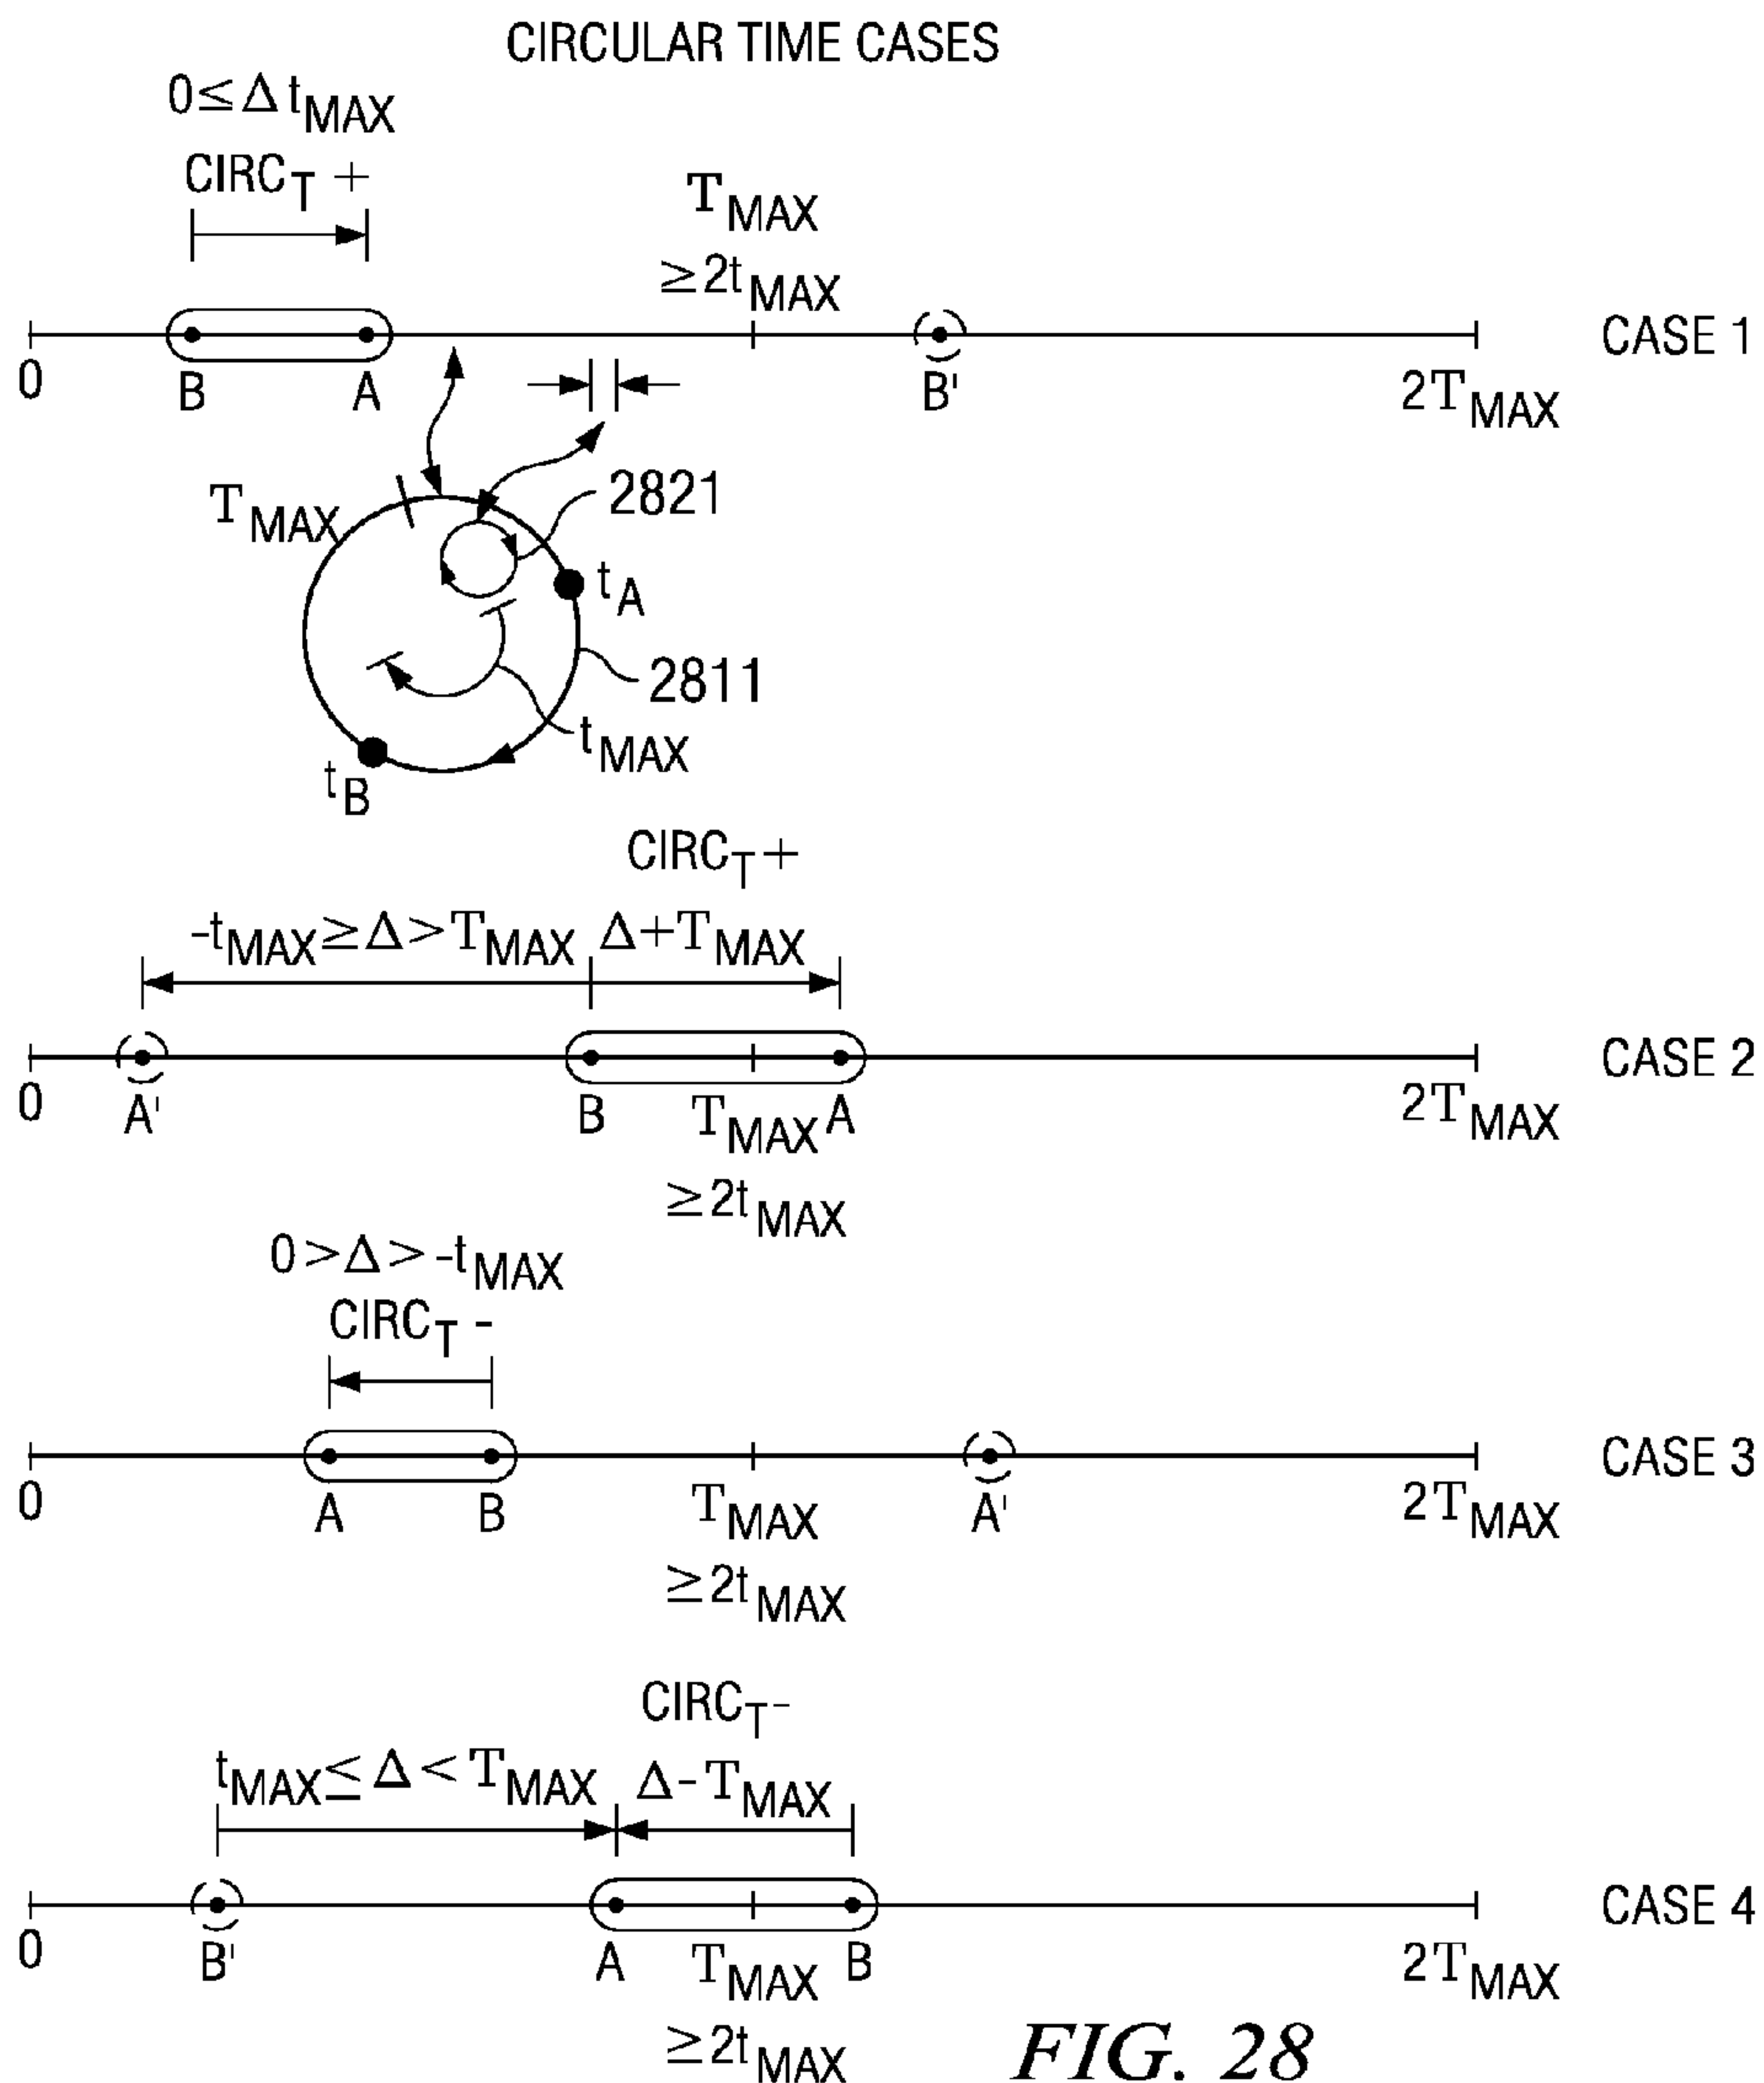 CIRCULAR TIME CASES
0≤Δt_MAX
CIRC_T +
T_MAX
≥2t_MAX
0
B
A
B'
2T_MAX
CASE 1
T_MAX
2821
t_A
2811
t_MAX
t_B
CIRC_T+
-t_MAX≥Δ>T_MAX Δ+T_MAX
0
A'
B
T_MAX
A
2T_MAX
CASE 2
≥2t_MAX
0>Δ>-t_MAX
CIRC_T -
0
A
B
T_MAX
A'
2T_MAX
CASE 3
≥2t_MAX
CIRC_T-
t_MAX≤Δ<T_MAX Δ-T_MAX
0
B'
A
T_MAX
B
2T_MAX
CASE 4
≥2t_MAX
FIG. 28